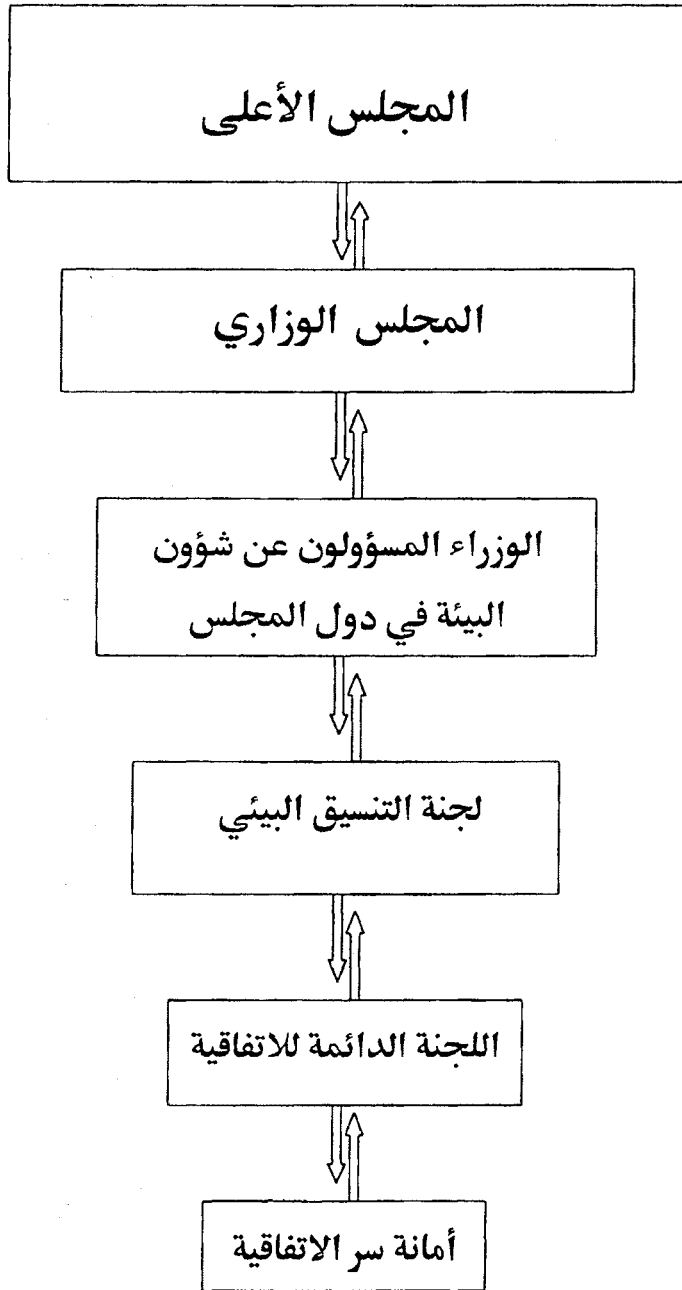 المجلس الأعلى
المجلس الوزاري
الوزراء المسؤولون عن شؤون
البيئة في دول المجلس
لجنة التنسيق البيئي
اللجنة الدائمة للاتفاقية
أمانة سر الاتفاقية